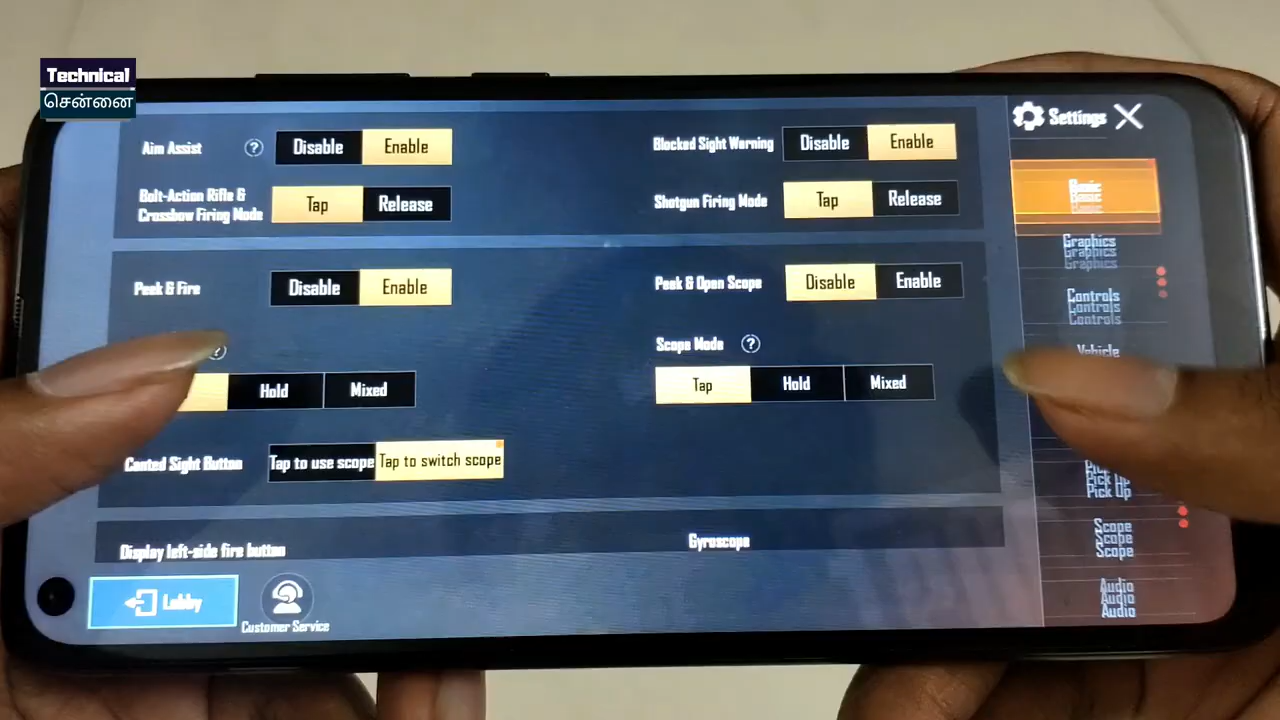 Technical
சென்னை
Settings
Aim Assist
?
Disable
Enable
Blocked Sight Warning
Disable
Enable
Bolt-Action Rifle &
Crossbow Firing Mode
Tap
Release
Shotgun Firing Mode
Tap
Release
Peek & Fire
Disable
Enable
Peek & Open Scope
Disable
Enable
?
Hold
Mixed
Scope Mode
?
Tap
Hold
Mixed
Canted Sight Button
Tap to use scope
Tap to switch scope
Display left-side fire button
Gyroscope
Lobby
Customer Service
Basic
Graphics
Controls
Vehicle
Pick Up
Scope
Audio